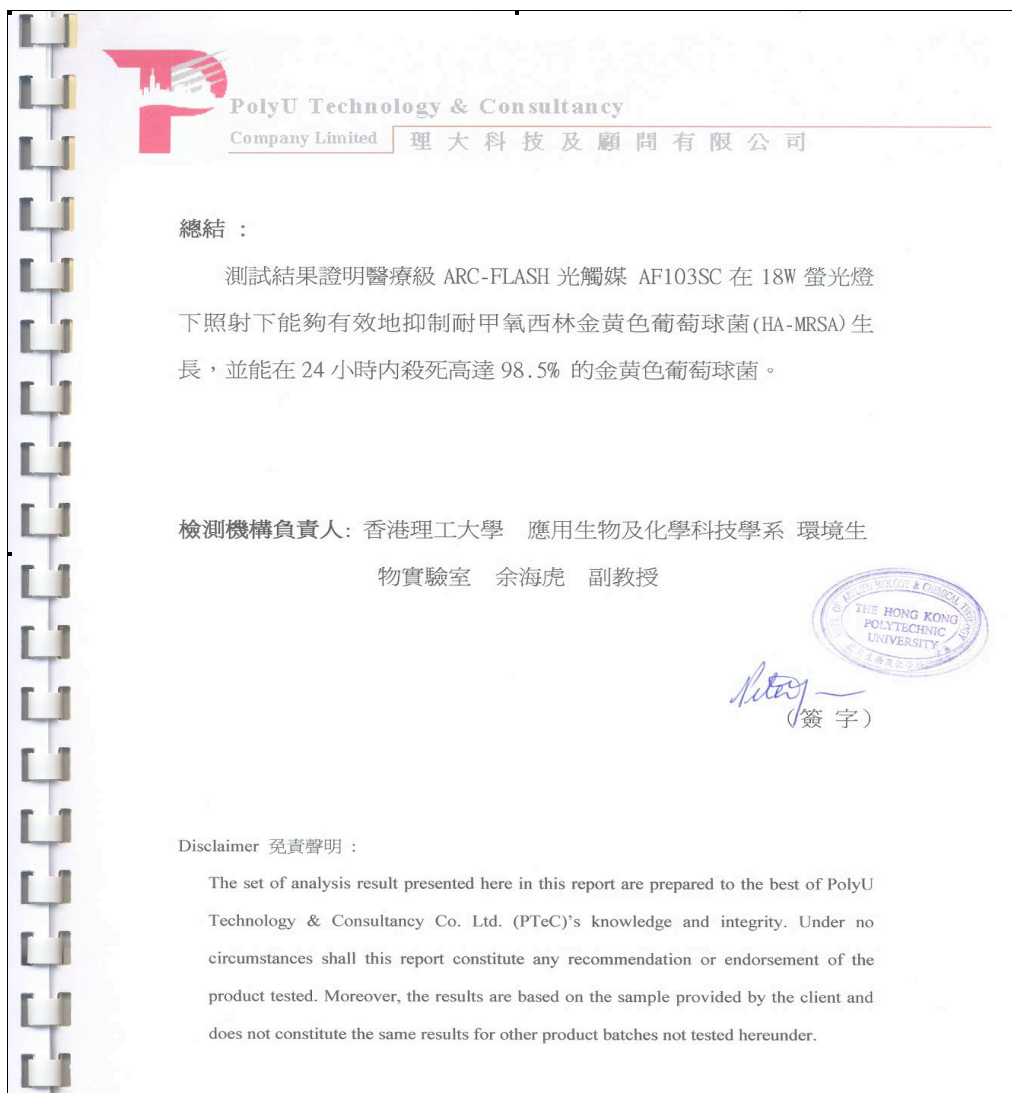 PolyU Technology & Consultancy
Company Limited 理大科技及顧問有限公司
總結：
測試結果證明醫療級 ARC-FLASH 光觸媒 AF103SC 在 18W 螢光燈
下照射下能夠有效地抑制耐甲氧西林金黃色葡萄球菌(HA-MRSA)生
長，並能在 24 小時內殺死高達 98.5% 的金黃色葡萄球菌。
檢測機構負責人: 香港理工大學 應用生物及化學科技學系 環境生
物實驗室 余海虎 副教授
DEPT. OF APPLIED BIOLOGY & CHEMICAL
THE HONG KONG
POLYTECHNIC
UNIVERSITY
(簽 字)
Disclaimer 免責聲明：
The set of analysis result presented here in this report are prepared to the best of PolyU
Technology & Consultancy Co. Ltd. (PTeC)'s knowledge and integrity. Under no
circumstances shall this report constitute any recommendation or endorsement of the
product tested. Moreover, the results are based on the sample provided by the client and
does not constitute the same results for other product batches not tested hereunder.